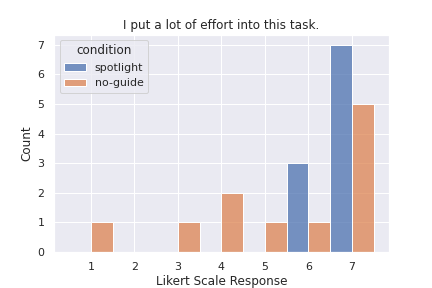 I put a lot of effort into this task.
condition
spotlight
no-guide
7
6
5
4
3
2
1
0
Count
1 2 3 4 5 6 7
Likert Scale Response